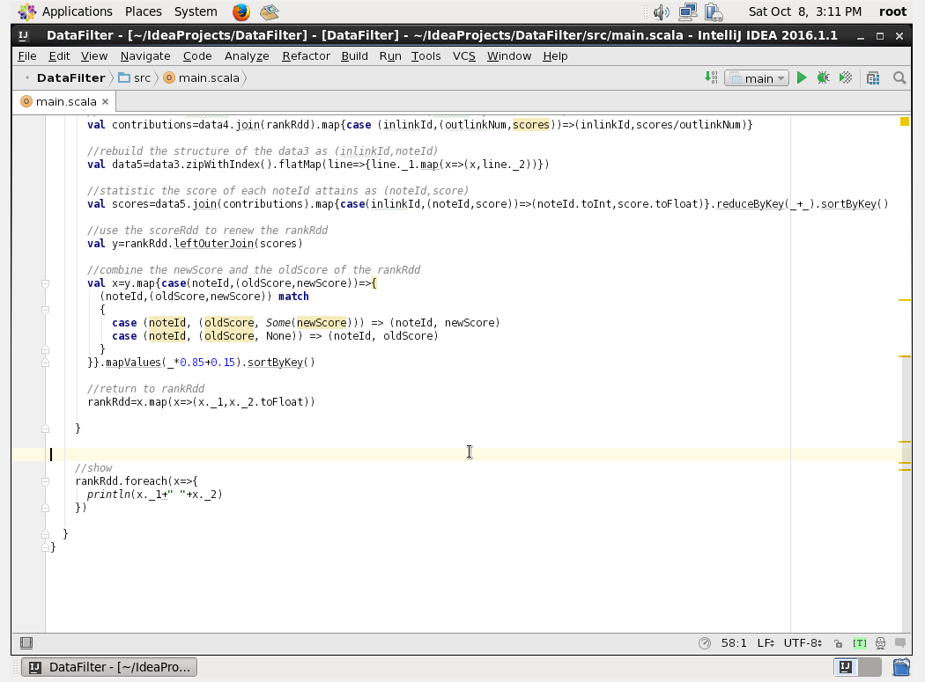 Applications Places System Sat Oct 8, 3:11 PM root
DataFilter - [~/IdeaProjects/DataFilter] - [DataFilter] - ~/IdeaProjects/DataFilter/src/main.scala - IntelliJ IDEA 2016.1.1
File Edit View Navigate Code Analyze Refactor Build Run Tools VCS Window Help
DataFilter src main.scala main
main.scala
val contributions=data4.join(rankRdd).map{case (inlinkId,(outlinkNum,scores))=>(inlinkId,scores/outlinkNum)}
//rebuild the structure of the data3 as (inlinkId,noteId)
val data5=data3.zipWithIndex().flatMap(line=>{line._1.map(x=>(x,line._2))})
//statistic the score of each noteId attains as (noteId,score)
val scores=data5.join(contributions).map{case(inlinkId,(noteId,score))=>(noteId.toInt,score.toFloat)}.reduceByKey(_+_).sortByKey()
//use the scoreRdd to renew the rankRdd
val y=rankRdd.leftOuterJoin(scores)
//combine the newScore and the oldScore of the rankRdd
val x=y.map{case(noteId,(oldScore,newScore))=>{
(noteId,(oldScore,newScore)) match
{
case (noteId, (oldScore, Some(newScore))) => (noteId, newScore)
case (noteId, (oldScore, None)) => (noteId, oldScore)
}
}}.mapValues(_*0.85+0.15).sortByKey()
//return to rankRdd
rankRdd=x.map(x=>(x._1,x._2.toFloat))
}
//show
rankRdd.foreach(x=>{
println(x._1+" "+x._2)
})
}
}
58:1 LF UTF-8 [T]
DataFilter - [~/IdeaPro...